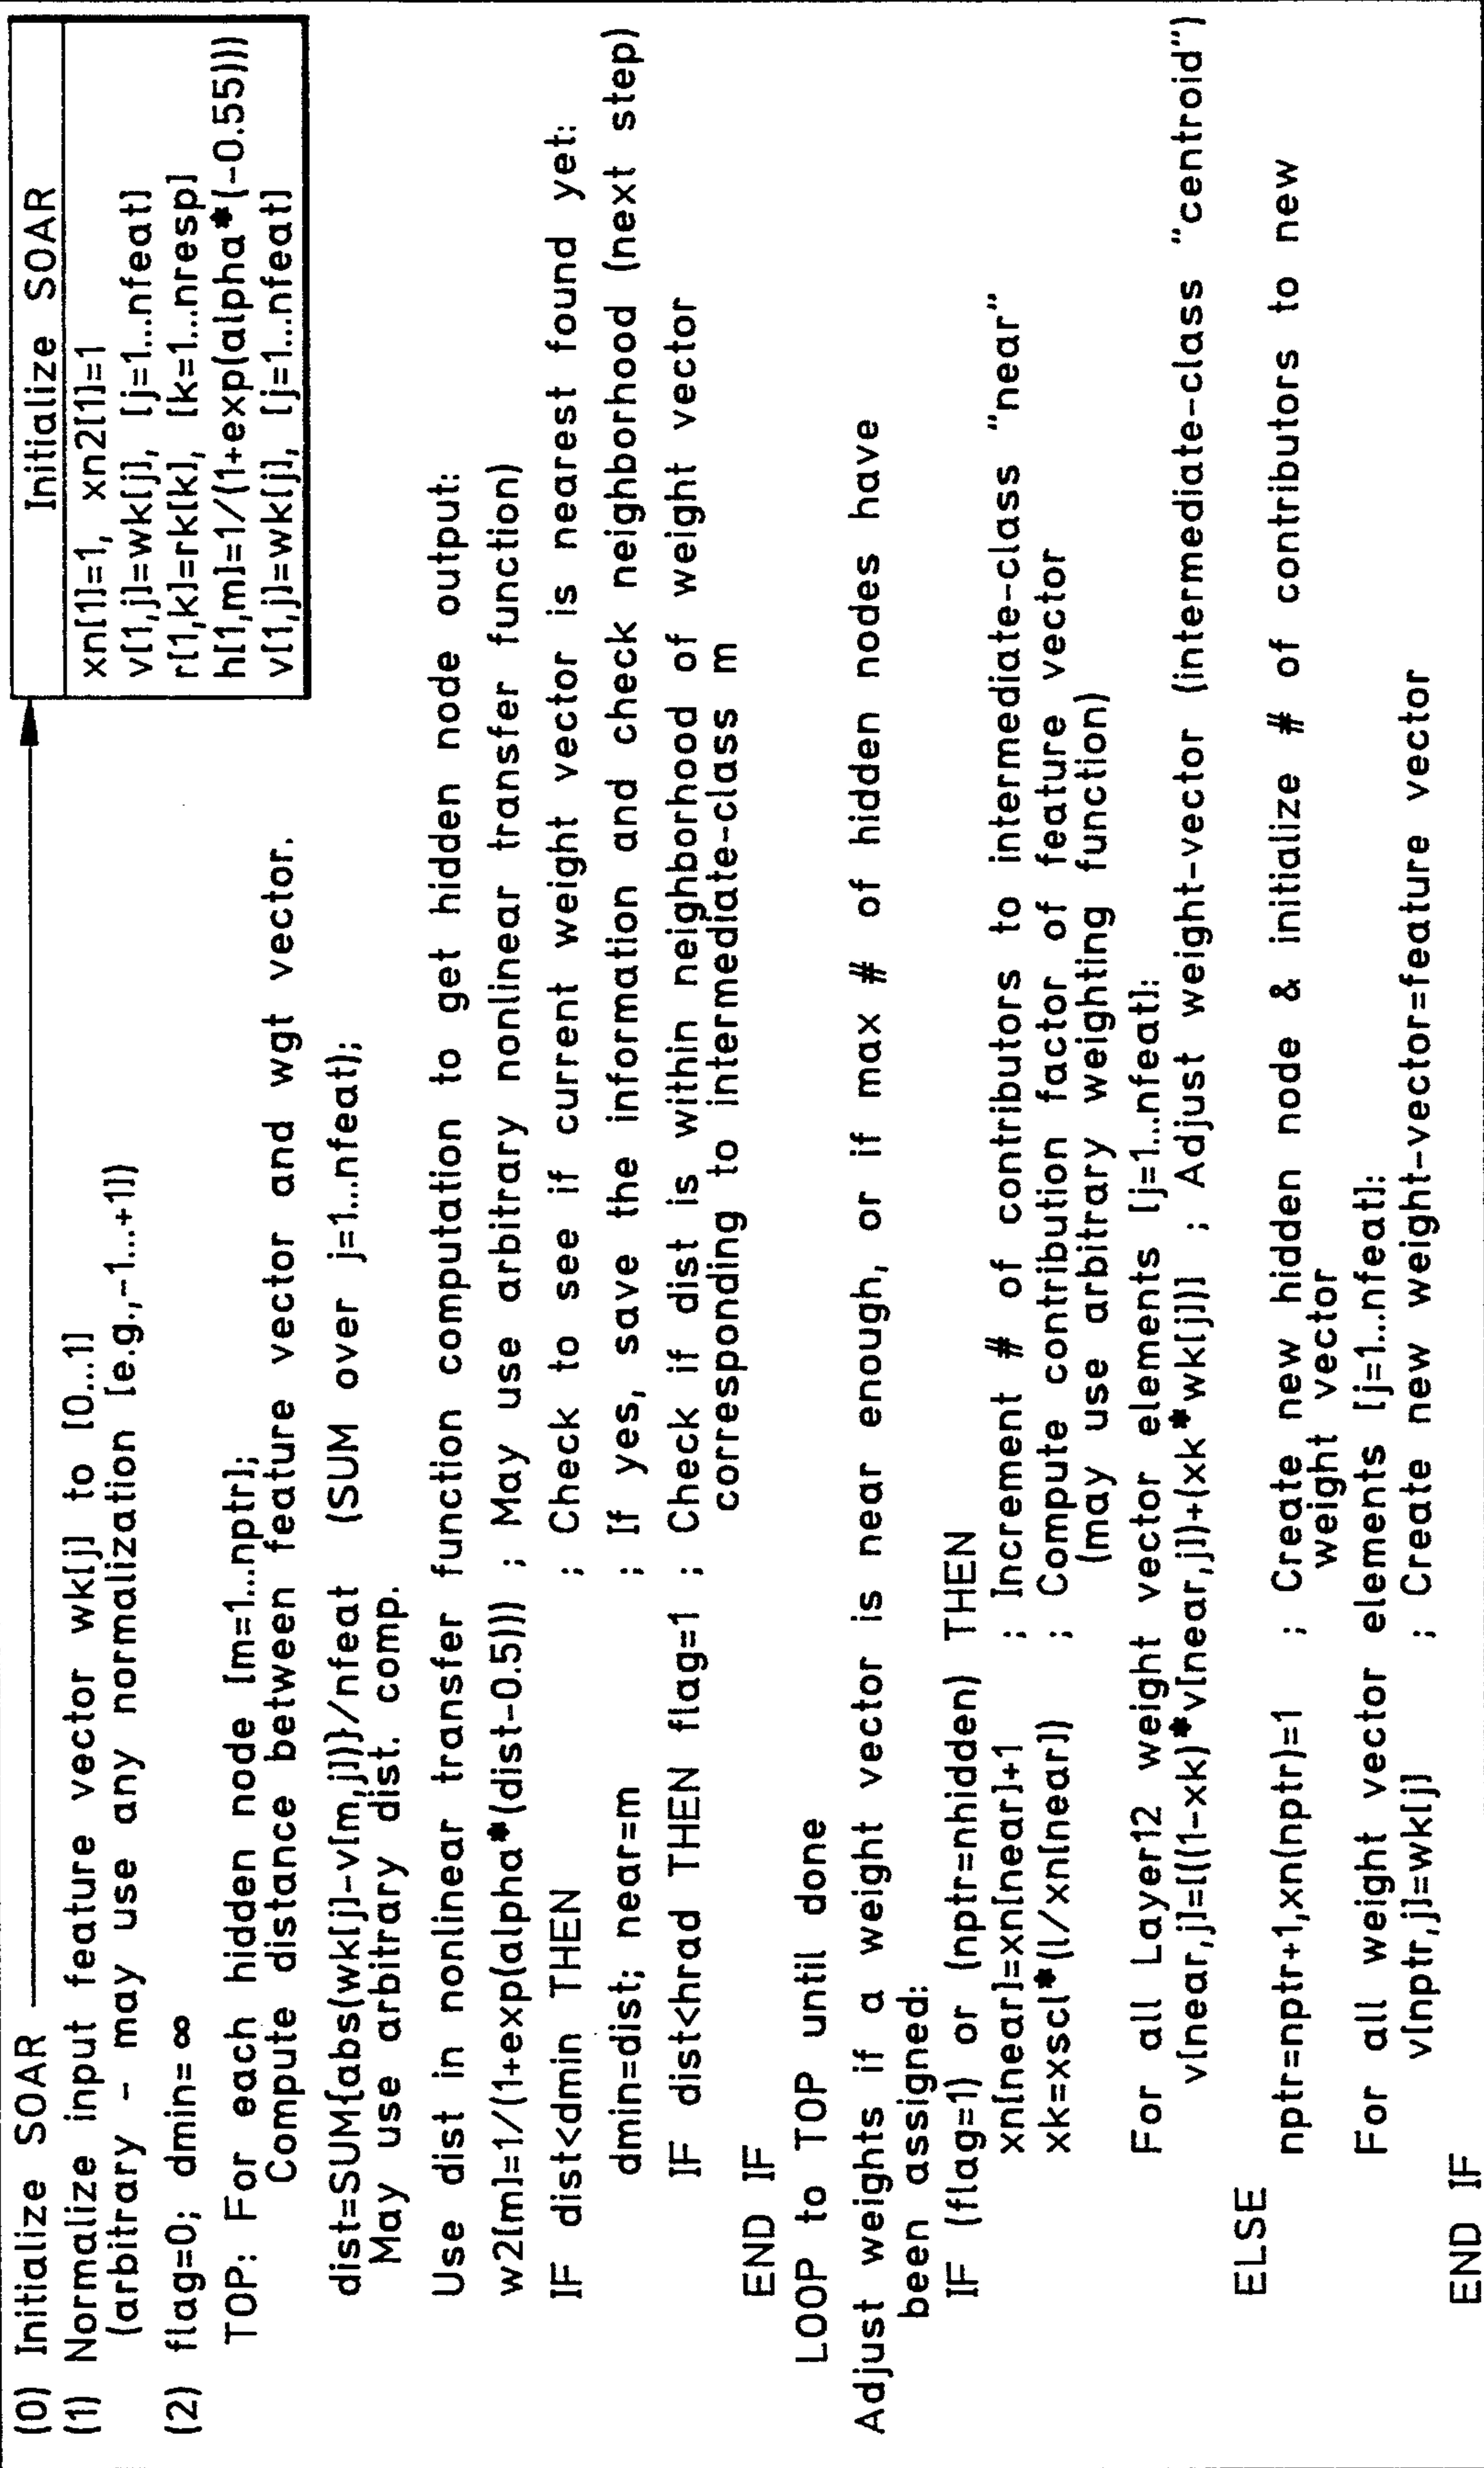 (0) Initialize SOAR
Initialize SOAR
xn[1]=1, xn2[1]=1
v[1,j]=wk[j], [j=1...nfeat]
r[1,k]=rk[k], [k=1...nresp]
h[1,m]=1/(1+exp(alpha*(-0.55)))
v[1,j]=wk[j], [j=1...nfeat]
(1) Normalize input feature vector wk[j] to [0...1]
(arbitrary - may use any normalization [e.g.,-1...+1])
(2) flag=0; dmin=∞
TOP: For each hidden node [m=1...nptr];
Compute distance between feature vector and wgt vector.
dist=SUM{abs(wk[j]-v[m,j])}/nfeat (SUM over j=1...nfeat);
May use arbitrary dist. comp.
Use dist in nonlinear transfer function computation to get hidden node output:
w2[m]=1/(1+exp(alpha*(dist-0.5))) ; May use arbitrary nonlinear transfer function)
IF dist<dmin THEN ; Check to see if current weight vector is nearest found yet:
dmin=dist; near=m ; If yes, save the information and check neighborhood (next step)
IF dist<hrad THEN flag=1 ; Check if dist is within neighborhood of weight vector
corresponding to intermediate-class m
END IF
LOOP to TOP until done
Adjust weights if a weight vector is near enough, or if max # of hidden nodes have
been assigned:
IF (flag=1) or (nptr=nhidden) THEN
xn[near]=xn[near]+1 ; Increment # of contributors to intermediate-class "near"
xk=xscl*(l/xn[near]) ; Compute contribution factor of feature vector
(may use arbitrary weighting function)
For all Layer12 weight vector elements [j=1...nfeat]:
v[near,j]=[((1-xk)*v[near,j])+(xk*wk[j])] ; Adjust weight-vector (intermediate-class "centroid")
ELSE
nptr=nptr+1,xn(nptr)=1 ; Create new hidden node & initialize # of contributors to new
weight vector
For all weight vector elements [j=1...nfeat]:
v[nptr,j]=wk[j] ; Create new weight-vector=feature vector
END IF